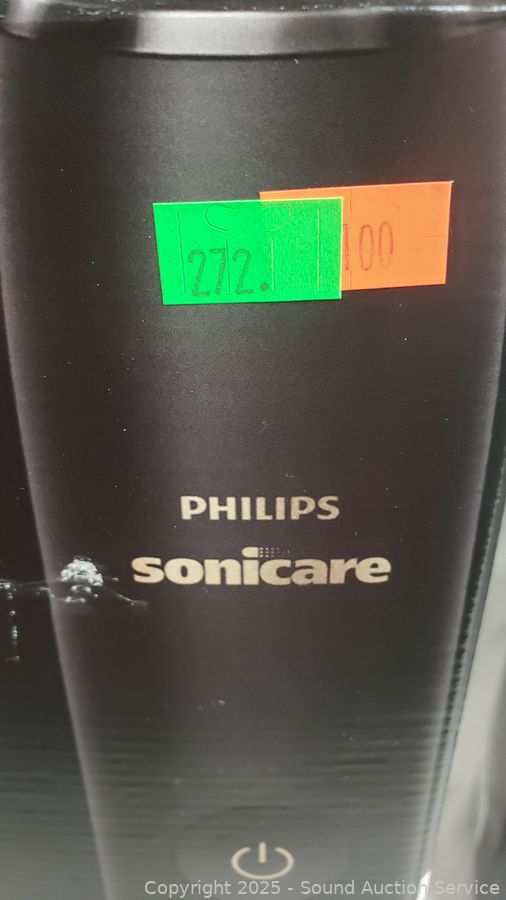 272.
100
PHILIPS
sonicare
Copyright 2025 - Sound Auction Service